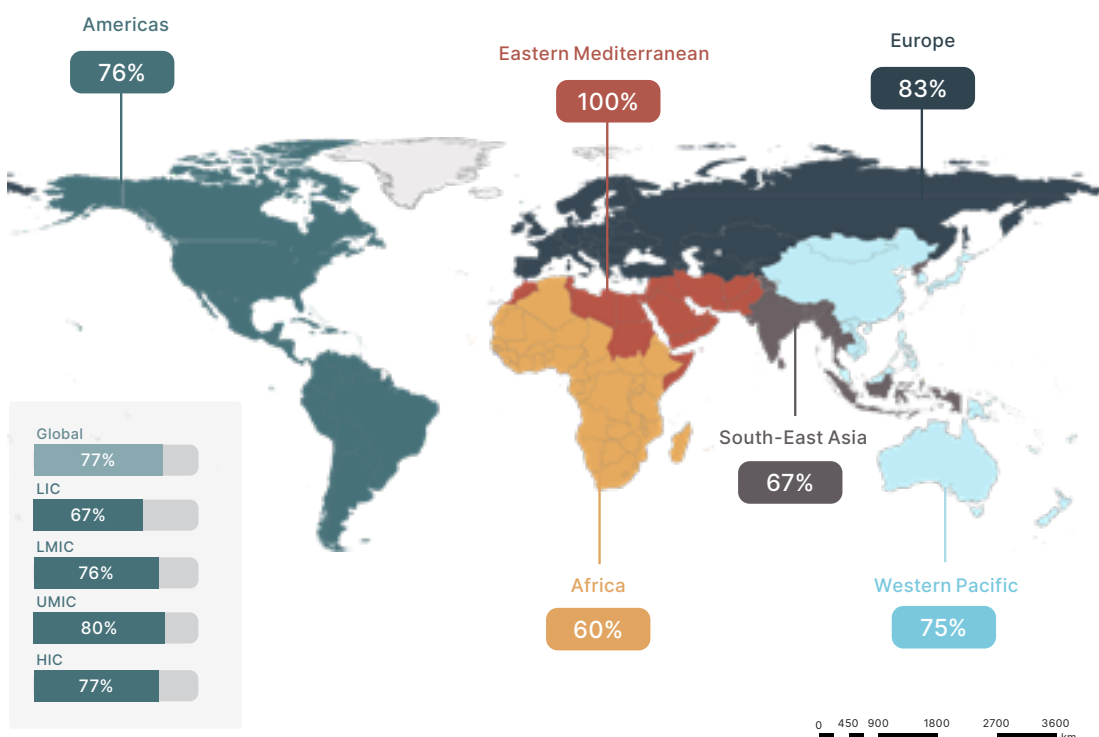 Americas
76%
Eastern Mediterranean
100%
Europe
83%
South-East Asia
67%
Africa
60%
Western Pacific
75%
Global
77%
LIC
67%
LMIC
76%
UMIC
80%
HIC
77%
0 450 900 1800 2700 3600
km